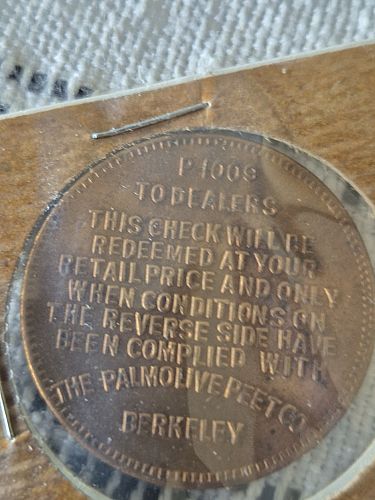 P 1009
TO DEALERS
THIS CHECK WILL BE
REDEEMED AT YOUR
RETAIL PRICE AND ONLY
WHEN CONDITIONS ON
THE REVERSE SIDE HAVE
BEEN COMPLIED WITH
THE PALMOLIVE PEET CO.
BERKELEY